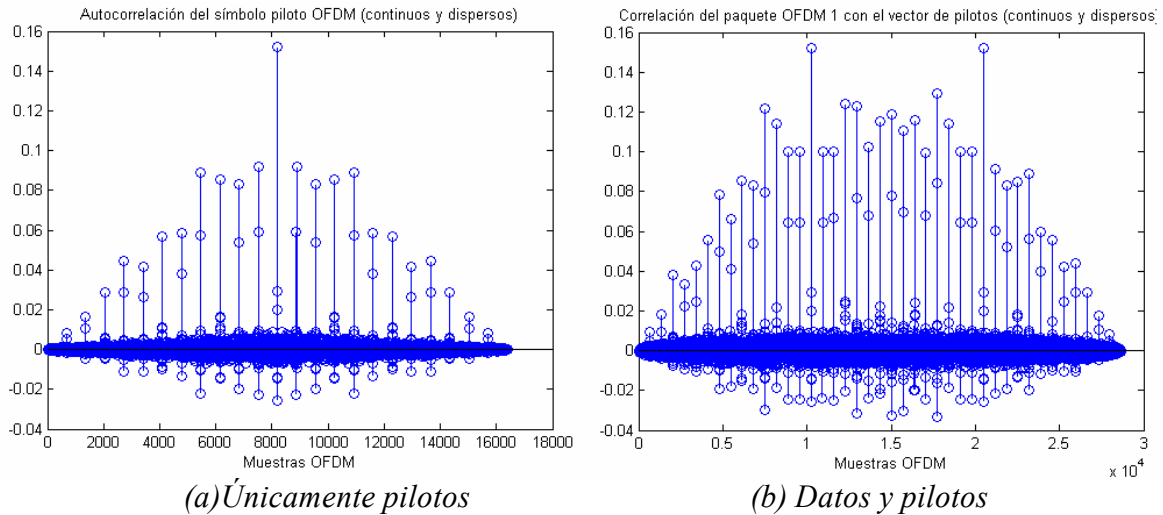 Autocorrelación del símbolo piloto OFDM (continuos y dispersos)
0.16
0.14
0.12
0.1
0.08
0.06
0.04
0.02
0
-0.02
-0.04
0 2000 4000 6000 8000 10000 12000 14000 16000 18000
Muestras OFDM
(a)Únicamente pilotos
Correlación del paquete OFDM 1 con el vector de pilotos (continuos y dispersos)
0.16
0.14
0.12
0.1
0.08
0.06
0.04
0.02
0
-0.02
-0.04
0 0.5 1 1.5 2 2.5 3
x 10^4
Muestras OFDM
(b) Datos y pilotos